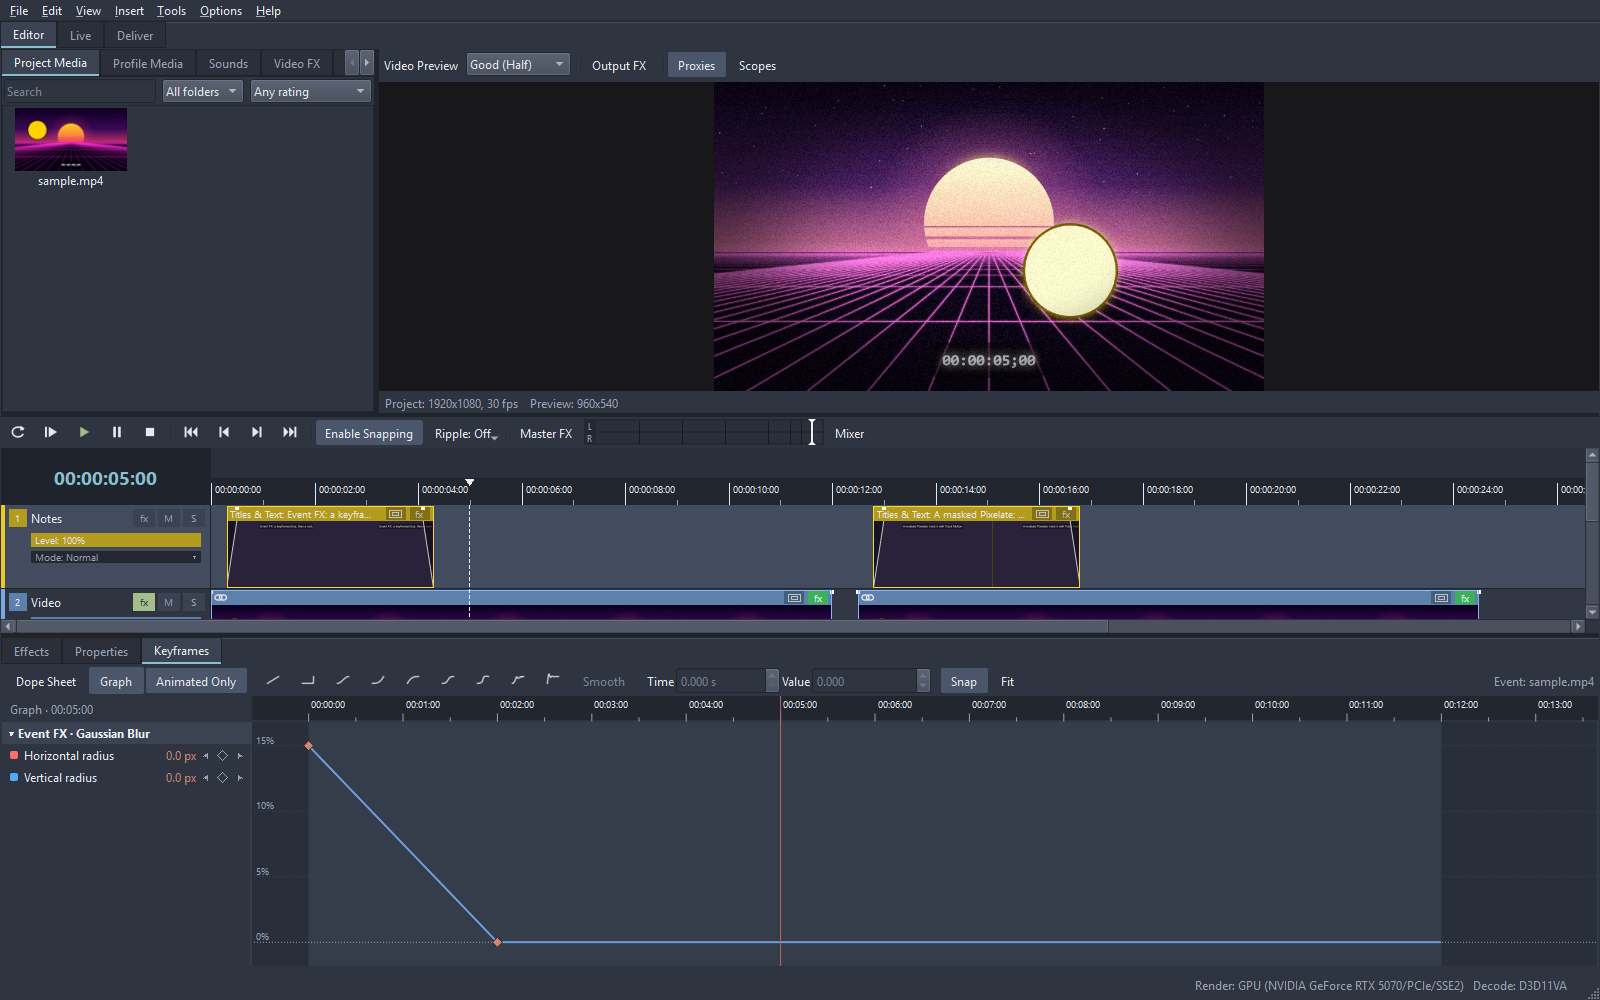 File Edit View Insert Tools Options Help
Editor Live Deliver
Project Media Profile Media Sounds Video FX
Search All folders Any rating
sample.mp4
Video Preview Good (Half) Output FX Proxies Scopes
00:00:05;00
Project: 1920x1080, 30 fps Preview: 960x540
Enable Snapping Ripple: Off Master FX L R Mixer
00:00:05:00
00:00:00:00 00:00:02:00 00:00:04:00 00:00:06:00 00:00:08:00 00:00:10:00 00:00:12:00 00:00:14:00 00:00:16:00 00:00:18:00 00:00:20:00 00:00:22:00 00:00:24:00 00:00:
1 Notes fx M S
Level: 100%
Mode: Normal
Titles & Text: Event FX: a keyfra... fx
Titles & Text: A masked Pixelate: ... fx
2 Video fx M S
fx
fx
Effects Properties Keyframes
Dope Sheet Graph Animated Only Smooth Time 0.000 s Value 0.000 Snap Fit Event: sample.mp4
Graph · 00:05:00
00:00:00 00:01:00 00:02:00 00:03:00 00:04:00 00:05:00 00:06:00 00:07:00 00:08:00 00:09:00 00:10:00 00:11:00 00:12:00 00:13:00
Event FX · Gaussian Blur
Horizontal radius 0.0 px
Vertical radius 0.0 px
15%
10%
5%
0%
Render: GPU (NVIDIA GeForce RTX 5070/PCIe/SSE2) Decode: D3D11VA